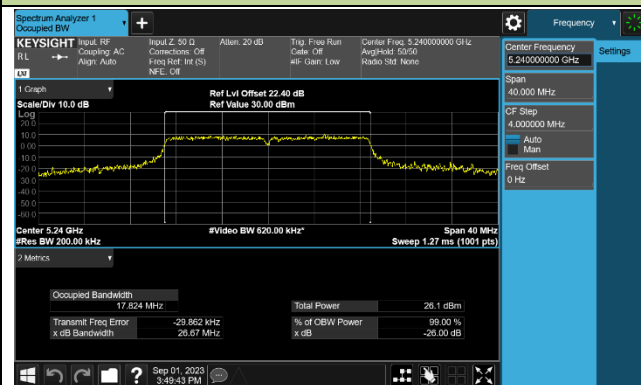 Spectrum Analyzer 1
Occupied BW
+
Frequency
KEYSIGHT
RL
LXI
Input: RF
Coupling: AC
Align: Auto
Input Z: 50 Ω
Corrections: Off
Freq Ref: Int (S)
NFE: Off
Atten: 20 dB
Trig: Free Run
Gate: Off
#IF Gain: Low
Center Freq: 5.240000000 GHz
Avg|Hold: 50/50
Radio Std: None
Center Frequency
5.240000000 GHz
Settings
Span
40.000 MHz
CF Step
4.000000 MHz
Auto
Man
Freq Offset
0 Hz
1 Graph
Scale/Div 10.0 dB
Ref Lvl Offset 22.40 dB
Ref Value 30.00 dBm
Log
20.0
10.0
0.00
-10.0
-20.0
-30.0
-40.0
-50.0
-60.0
Center 5.24 GHz
#Res BW 200.00 kHz
#Video BW 620.00 kHz*
Span 40 MHz
Sweep 1.27 ms (1001 pts)
2 Metrics
Occupied Bandwidth
17.824 MHz
Total Power 26.1 dBm
Transmit Freq Error -29.862 kHz
% of OBW Power 99.00 %
x dB Bandwidth 26.67 MHz
x dB -26.00 dB
?
Sep 01, 2023
3:49:43 PM